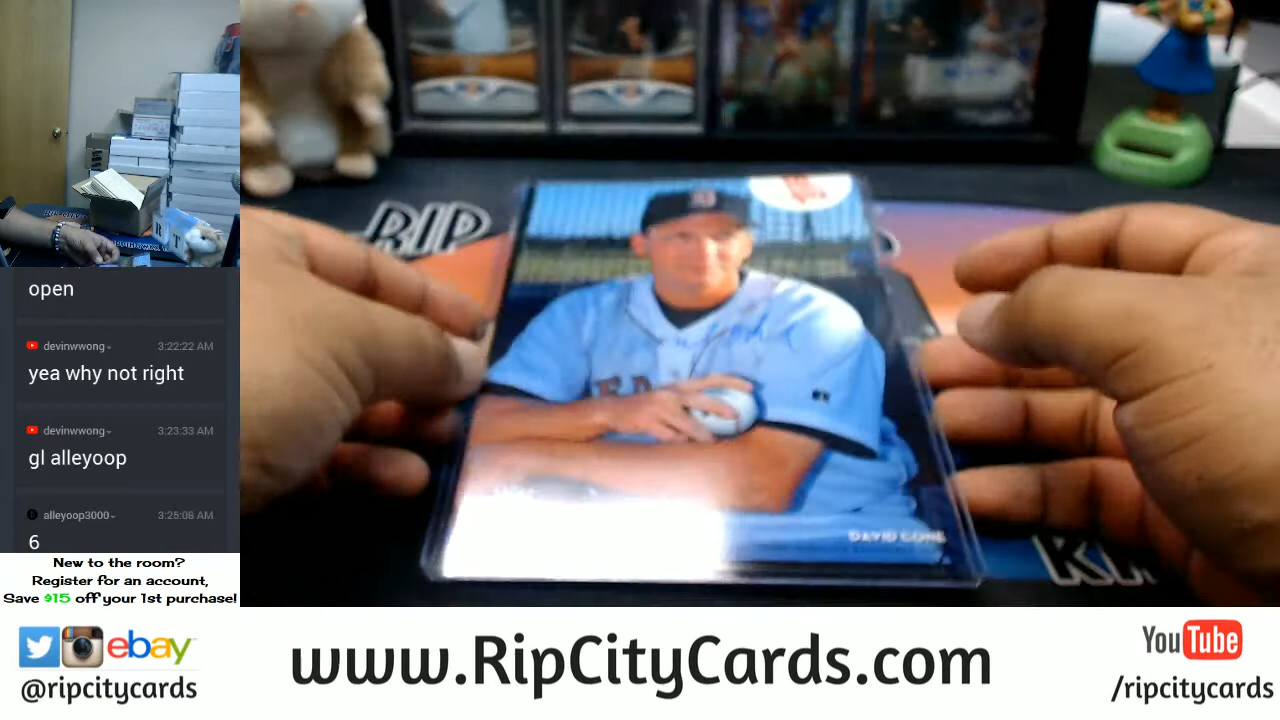 open
devinwwong 3:22:22 AM
yea why not right
devinwwong 3:23:33 AM
gl alleyoop
alleyoop3000 3:25:08 AM
6
New to the room?
Register for an account,
Save $15 off your 1st purchase!
RIP
DAVID CONE
ebay
@ripcitycards
www.RipCityCards.com
YouTube
/ripcitycards